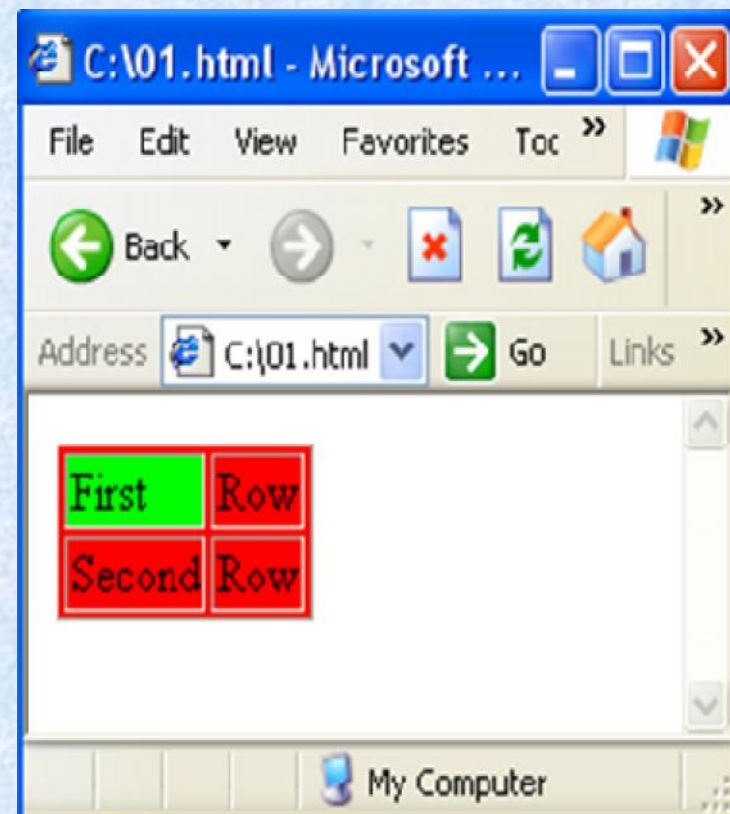 C:\01.html - Microsoft ...
File Edit View Favorites Toc »
Back »
Address C:\01.html Go Links »
First Row
Second Row
My Computer